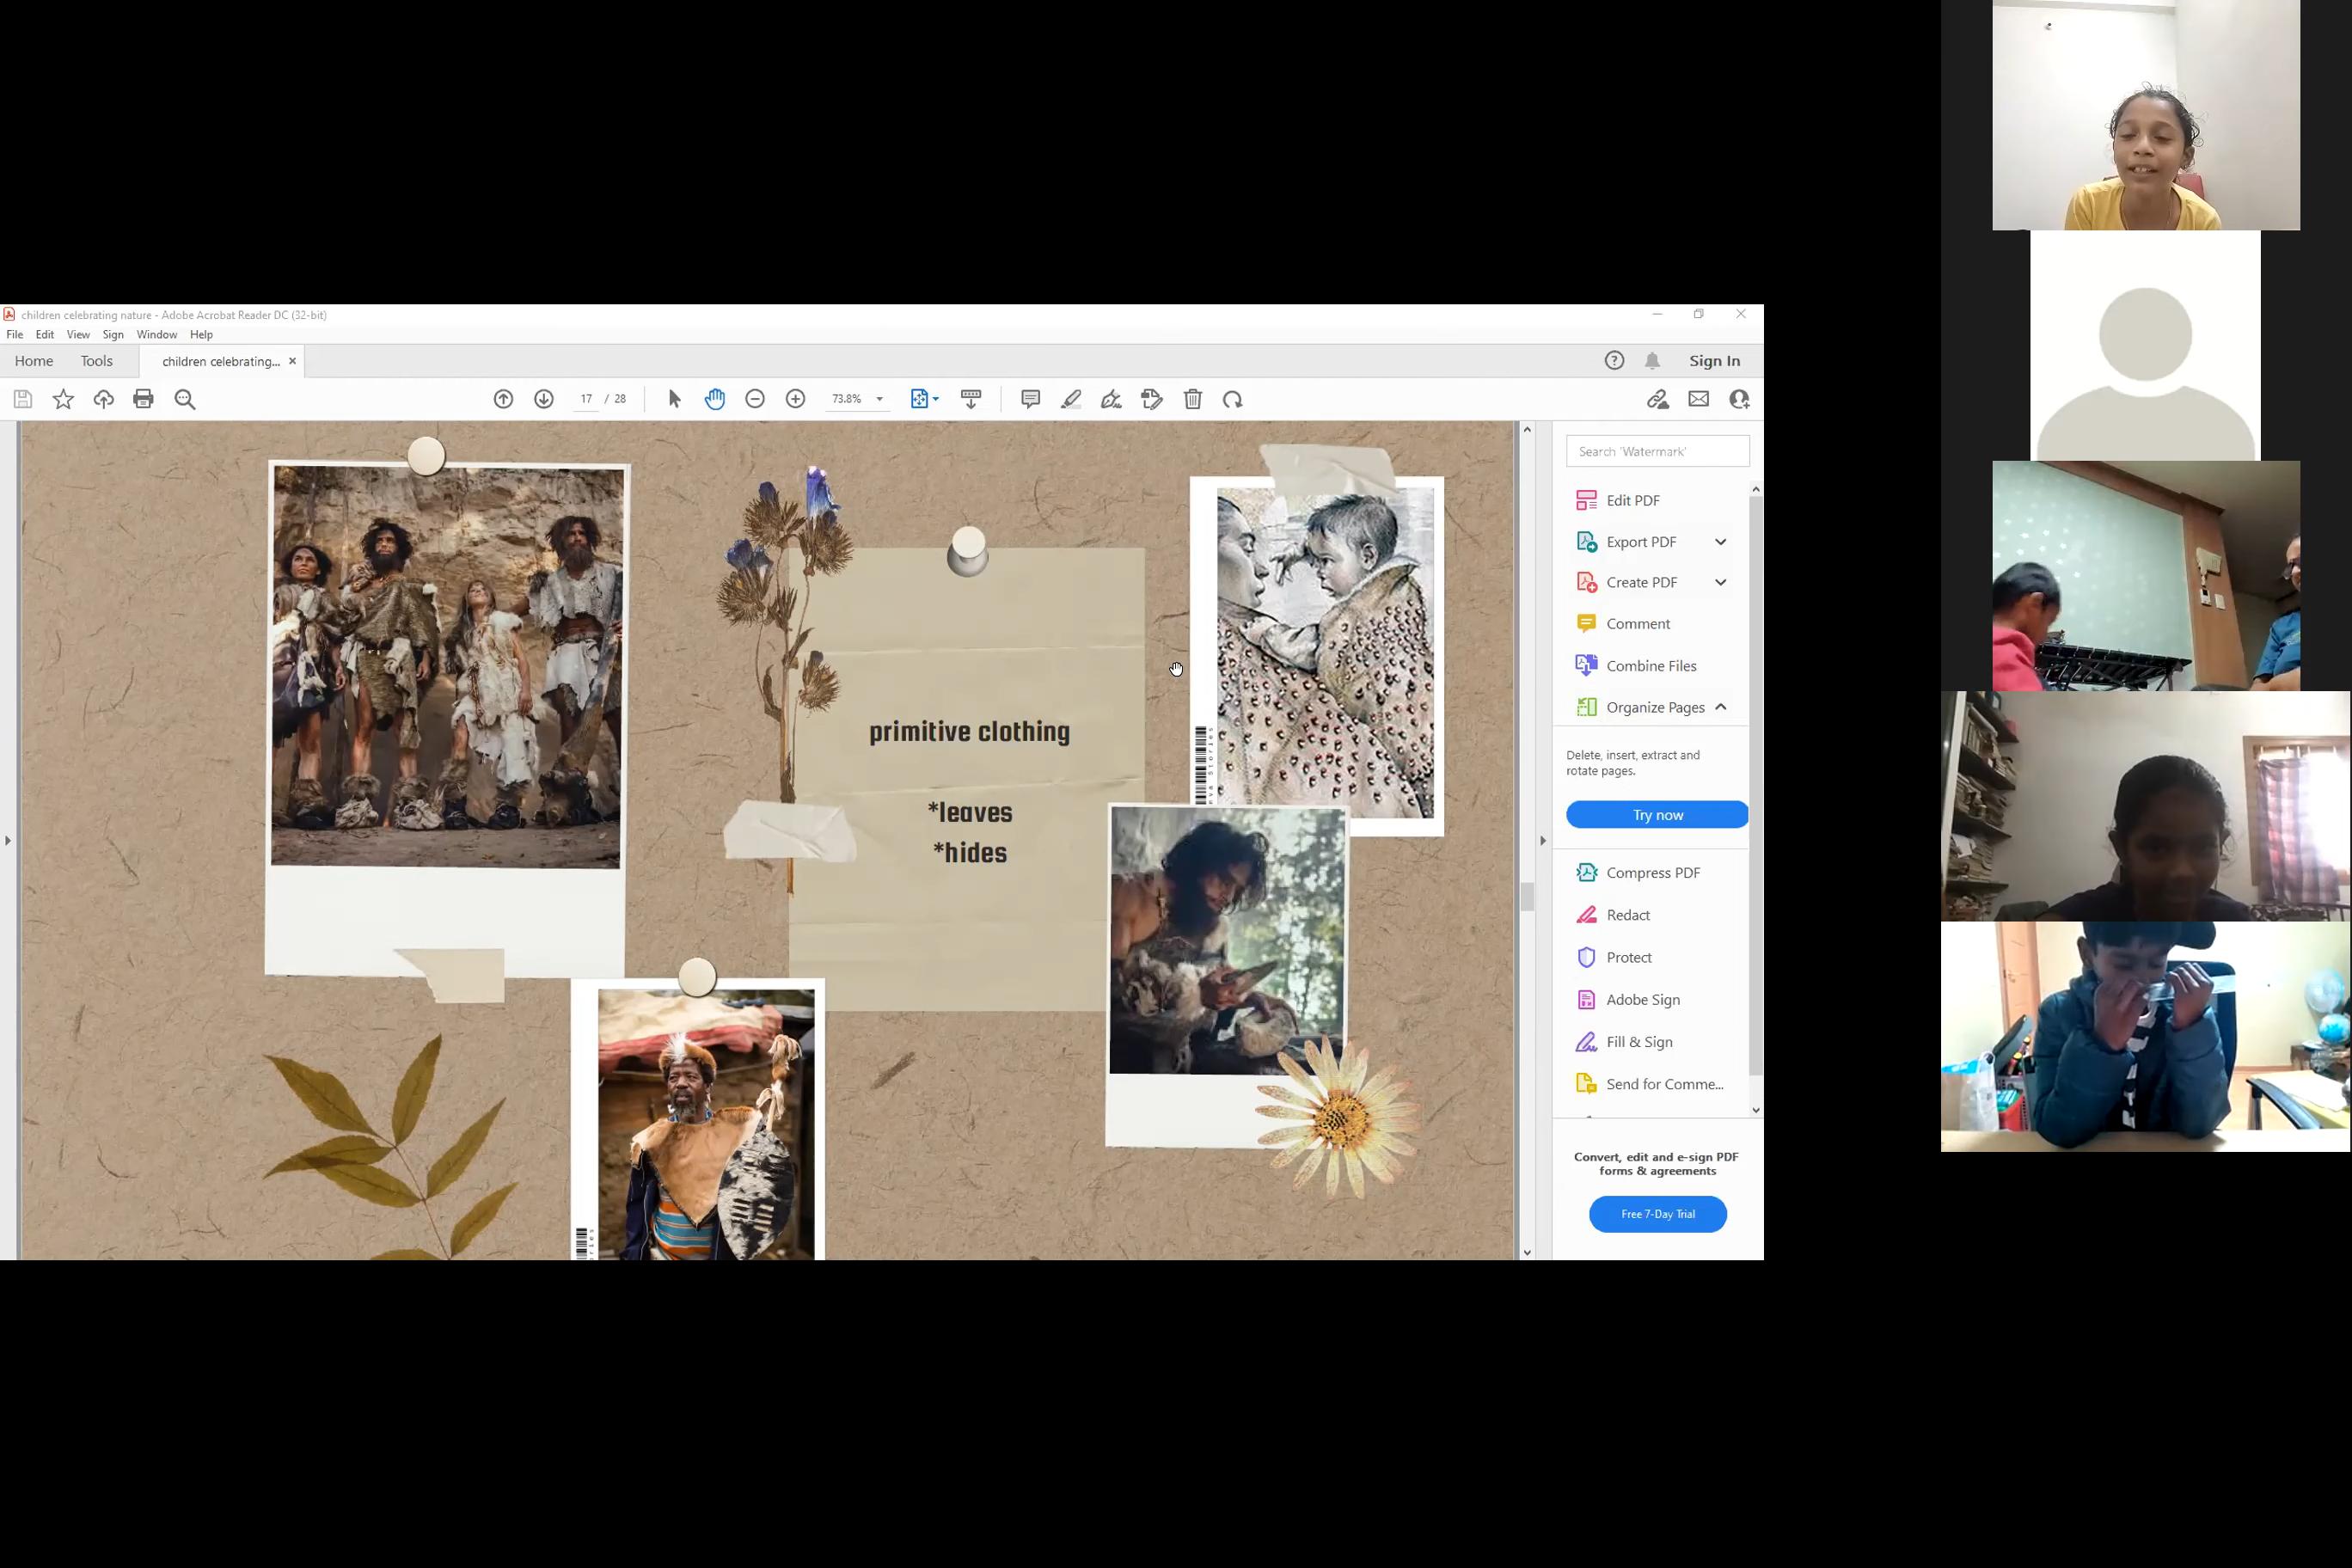 children celebrating nature - Adobe Acrobat Reader DC (32-bit)
File Edit View Sign Window Help
Home Tools children celebrating... × Sign In
17 / 28 73.8%
primitive clothing
*leaves
*hides
Search 'Watermark'
Edit PDF
Export PDF
Create PDF
Comment
Combine Files
Organize Pages
Delete, insert, extract and
rotate pages.
Try now
Compress PDF
Redact
Protect
Adobe Sign
Fill & Sign
Send for Comme...
Convert, edit and e-sign PDF
forms & agreements
Free 7-Day Trial